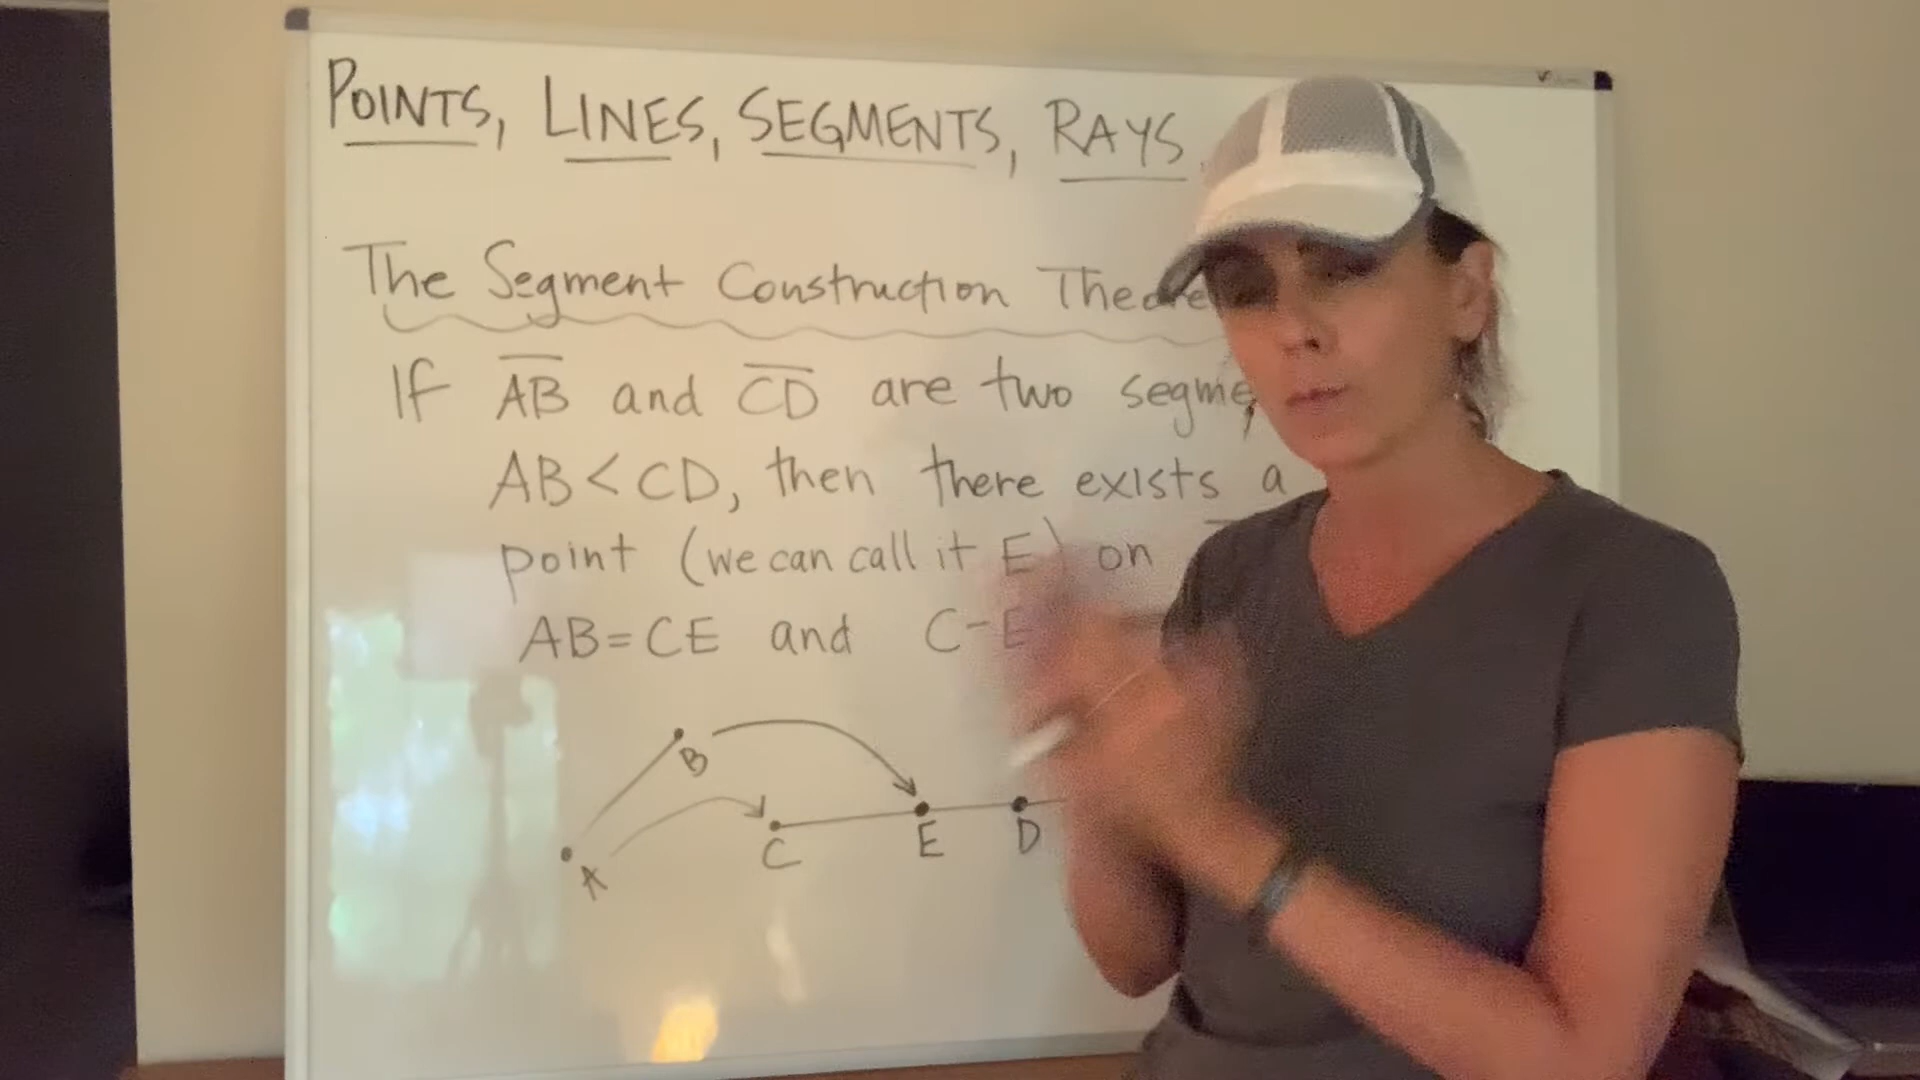 POINTS, LINES, SEGMENTS, RAYS
The Segment Construction
If AB and CD are two
AB < CD, then there exists a
point (we can call it E) on
AB = CE and C-E
B
A
C
E
D